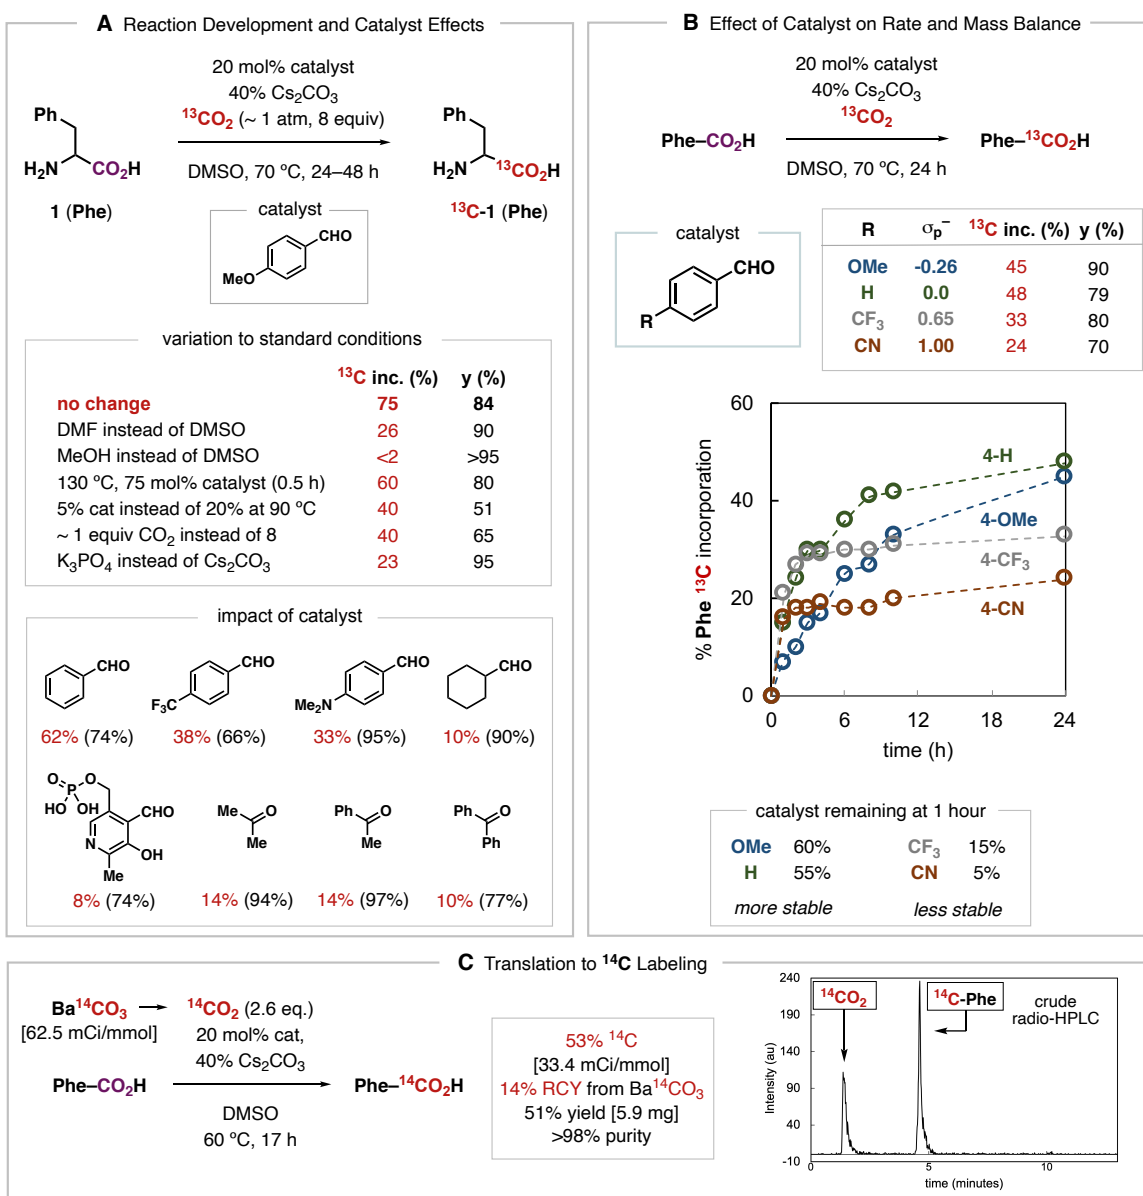 A Reaction Development and Catalyst Effects
20 mol% catalyst
40% Cs2CO3
13CO2 (~ 1 atm, 8 equiv)
DMSO, 70 ºC, 24–48 h
Ph
H2N
CO2H
1 (Phe)
Ph
H2N
13CO2H
13C-1 (Phe)
catalyst
CHO
MeO
variation to standard conditions
13C inc. (%) y (%)
no change 75 84
DMF instead of DMSO 26 90
MeOH instead of DMSO <2 >95
130 ºC, 75 mol% catalyst (0.5 h) 60 80
5% cat instead of 20% at 90 ºC 40 51
~ 1 equiv CO2 instead of 8 40 65
K3PO4 instead of Cs2CO3 23 95
impact of catalyst
CHO
62% (74%)
CHO
F3C
38% (66%)
CHO
Me2N
33% (95%)
CHO
10% (90%)
O
P
O
HO
OH
CHO
N
OH
Me
8% (74%)
Me
O
Me
14% (94%)
Ph
O
Me
14% (97%)
Ph
O
Ph
10% (77%)
B Effect of Catalyst on Rate and Mass Balance
20 mol% catalyst
40% Cs2CO3
13CO2
DMSO, 70 ºC, 24 h
Phe–CO2H
Phe–13CO2H
catalyst
CHO
R
R σp– 13C inc. (%) y (%)
OMe -0.26 45 90
H 0.0 48 79
CF3 0.65 33 80
CN 1.00 24 70
% Phe 13C incorporation
60
40
20
0
4-H
4-OMe
4-CF3
4-CN
0 6 12 18 24
time (h)
catalyst remaining at 1 hour
OMe 60% CF3 15%
H 55% CN 5%
more stable less stable
C Translation to 14C Labeling
Ba14CO3
[62.5 mCi/mmol]
14CO2 (2.6 eq.)
20 mol% cat,
40% Cs2CO3
DMSO
60 ºC, 17 h
Phe–CO2H
Phe–14CO2H
53% 14C
[33.4 mCi/mmol]
14% RCY from Ba14CO3
51% yield [5.9 mg]
>98% purity
Intensity (au)
240
190
140
90
40
-10
14CO2
14C-Phe
crude
radio-HPLC
0 5 10
time (minutes)